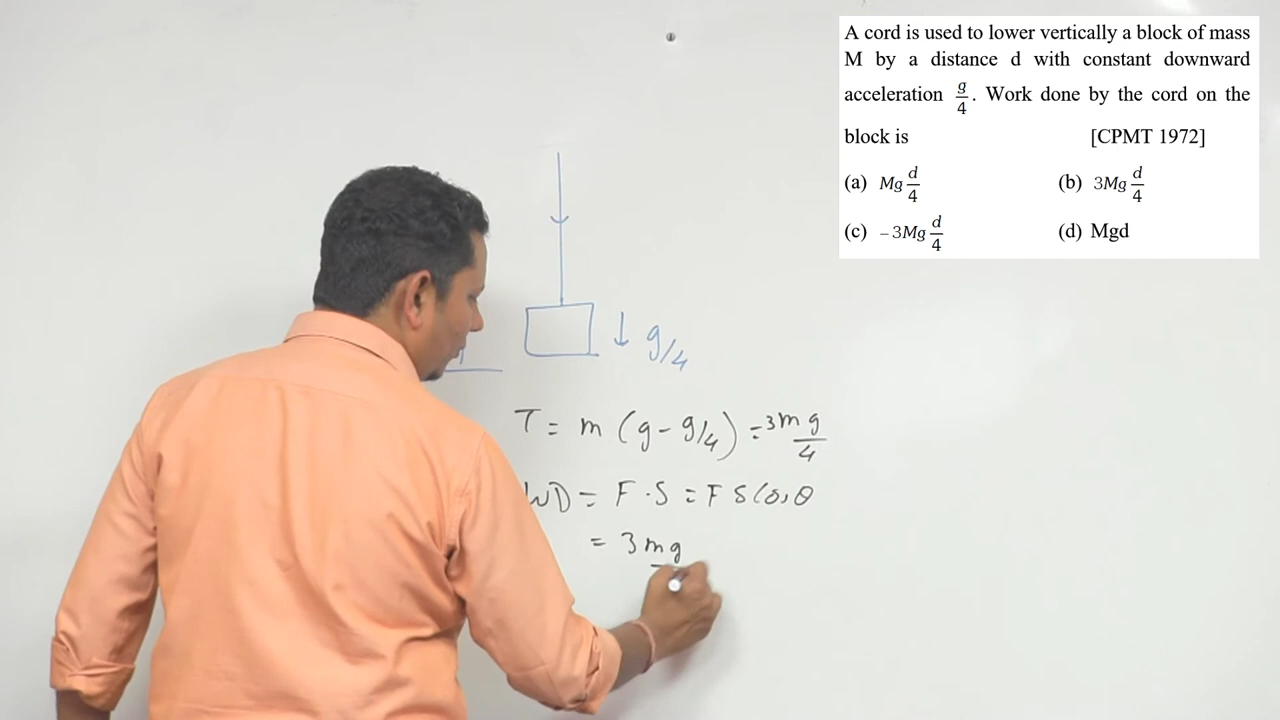 A cord is used to lower vertically a block of mass
M by a distance d with constant downward
acceleration g/4. Work done by the cord on the
block is [CPMT 1972]
(a) Mg d/4 (b) 3Mg d/4
(c) – 3Mg d/4 (d) Mgd
↓ g/4
T = m (g - g/4) = 3mg/4
WD = F · S = F S Cos θ
= 3mg